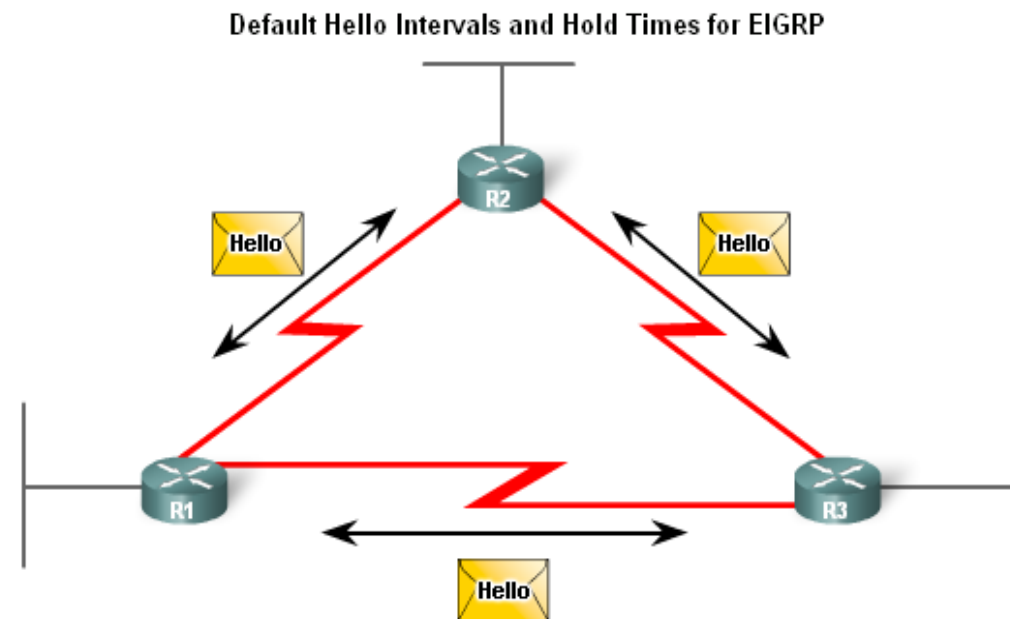 Default Hello Intervals and Hold Times for EIGRP
R2
Hello
Hello
R1
R3
Hello